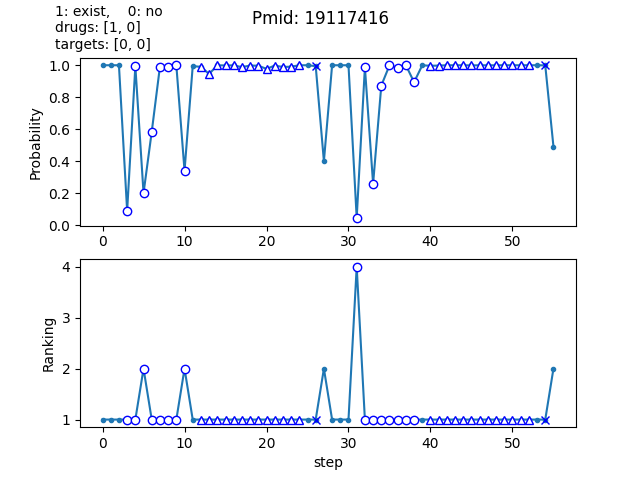 1: exist,    0: no
drugs: [1, 0]
targets: [0, 0]
Pmid: 19117416
Probability
1.0
0.8
0.6
0.4
0.2
0.0
0 10 20 30 40 50
Ranking
4
3
2
1
0 10 20 30 40 50
step